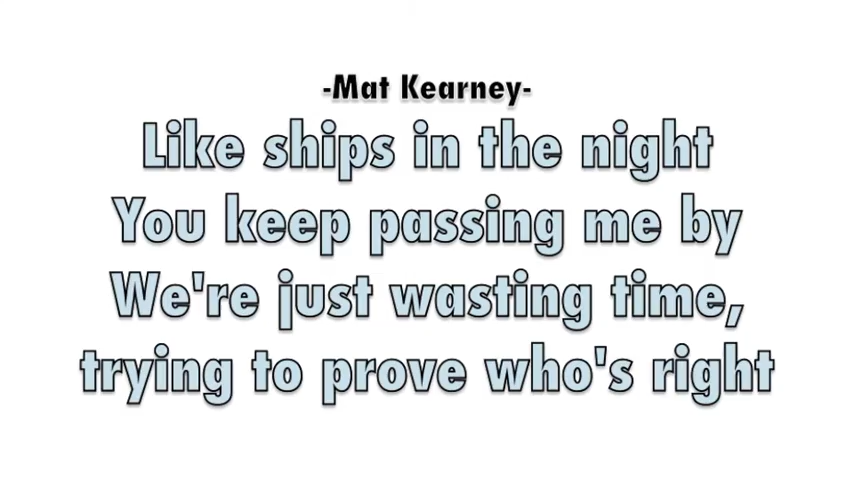 -Mat Kearney-
Like ships in the night
You keep passing me by
We're just wasting time,
trying to prove who's right